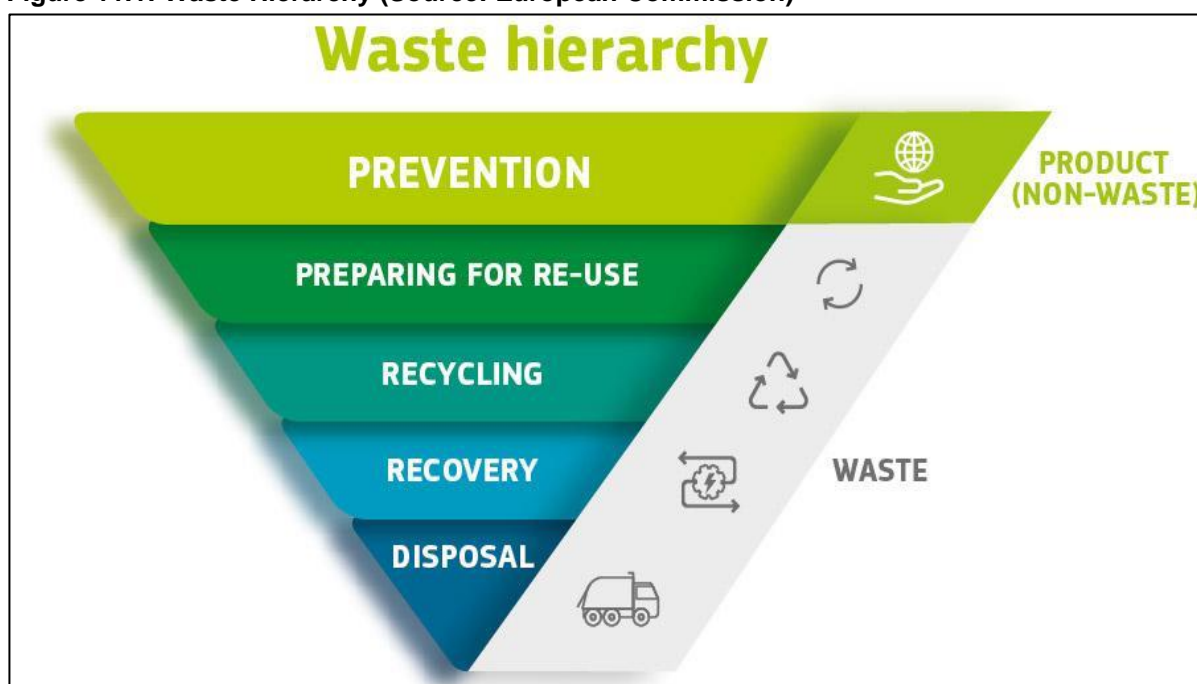 Waste Hierarchy (Source: European Commission)
Waste hierarchy
PREVENTION
PRODUCT
(NON-WASTE)
PREPARING FOR RE-USE
RECYCLING
RECOVERY
WASTE
DISPOSAL